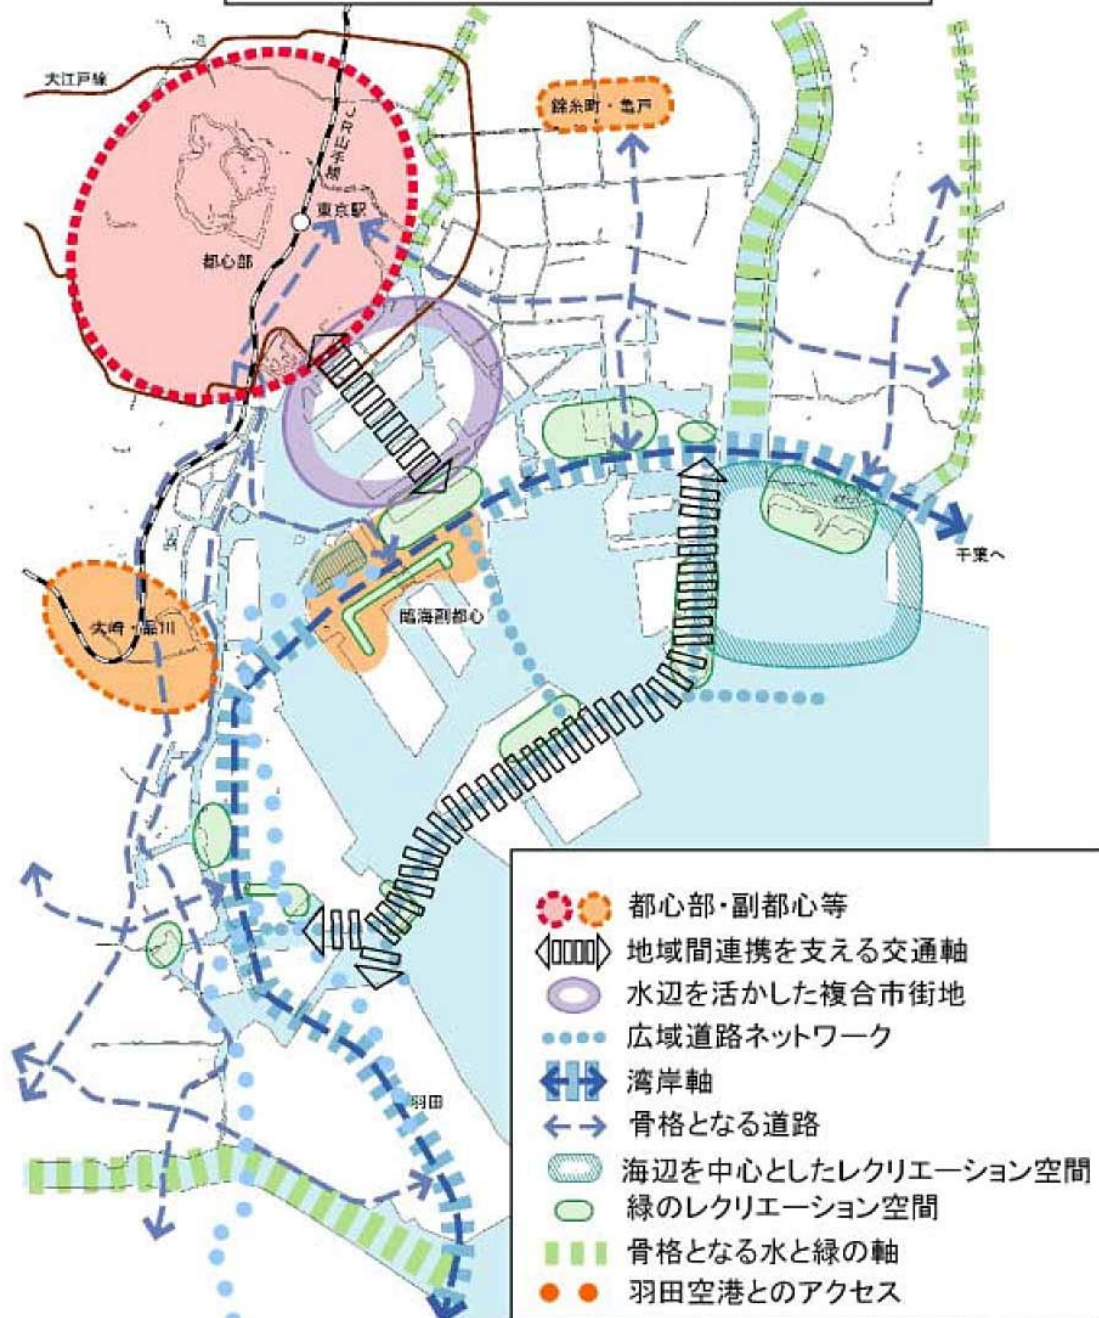 大江戸線
錦糸町・亀戸
JR山手線
東京駅
都心部
千葉へ
大崎・品川
臨海副都心
羽田
都心部・副都心等
地域間連携を支える交通軸
水辺を活かした複合市街地
広域道路ネットワーク
湾岸軸
骨格となる道路
海辺を中心としたレクリエーション空間
緑のレクリエーション空間
骨格となる水と緑の軸
羽田空港とのアクセス